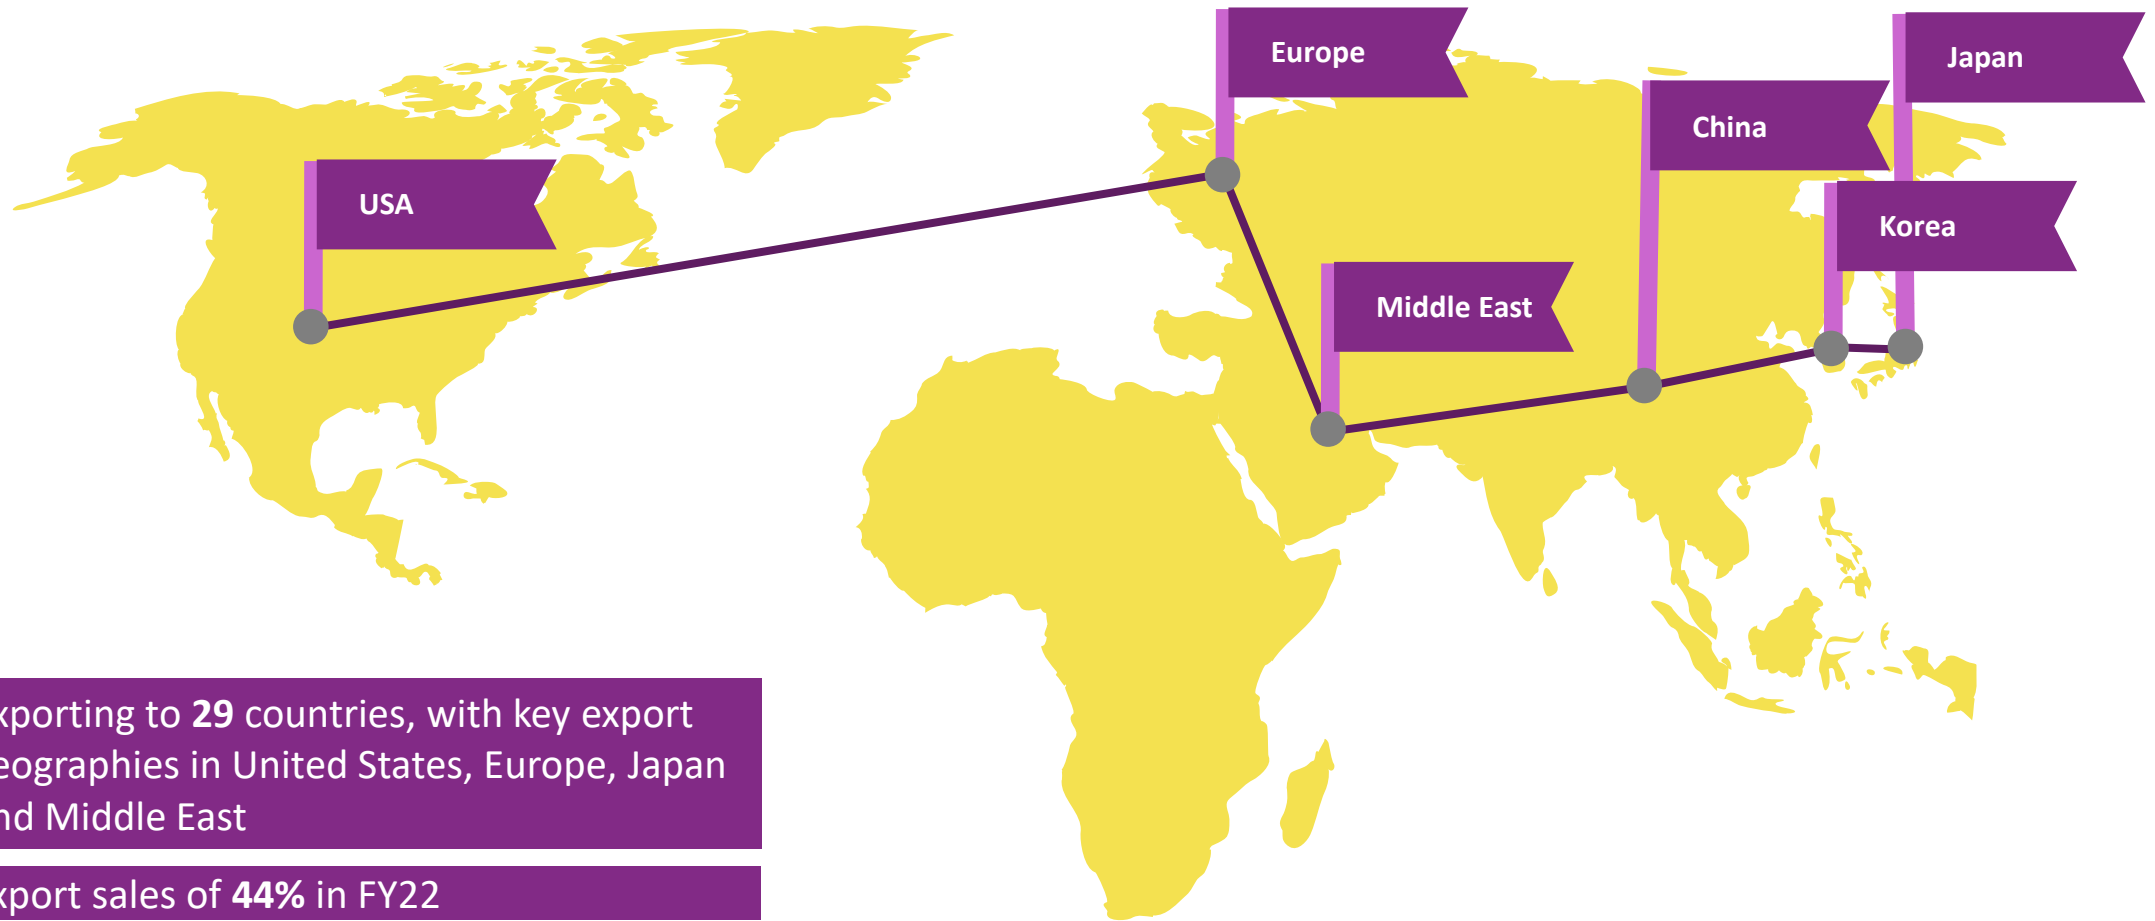 Europe
Japan
China
USA
Korea
Middle East
xporting to 29 countries, with key export
eographies in United States, Europe, Japan
nd Middle East
xport sales of 44% in FY22